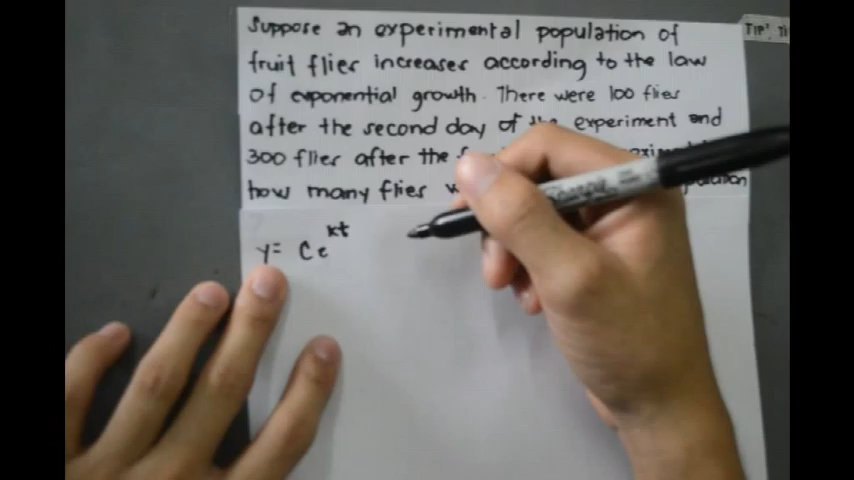 Suppose an experimental population of
fruit flies increases according to the law
of exponential growth. There were 100 flies
after the second day of the experiment and
300 flies after the
how many flies
y= Ce^kt
TIP: